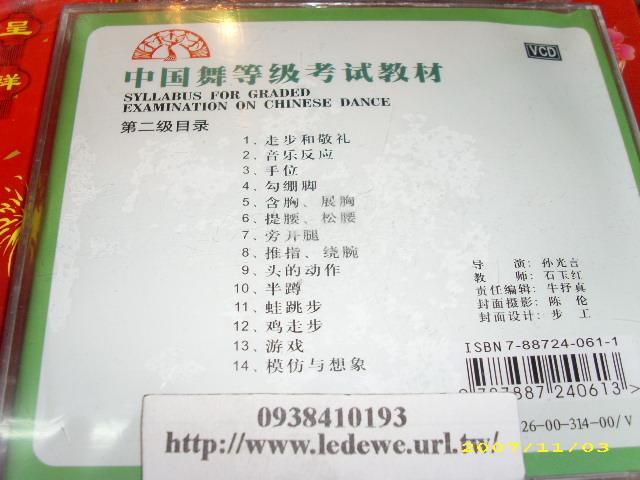 呈
祥
VCD
中国舞等级考试教材
SYLLABUS FOR GRADED
EXAMINATION ON CHINESE DANCE
第二级目录
1、走步和敬礼
2、音乐反应
3、手位
4、勾绷脚
5、含胸、展胸
6、提腰、松腰
7、旁开腿
8、推指、绕腕
9、头的动作
10、半蹲
11、蛙跳步
12、鸡走步
13、游戏
14、模仿与想象
导 演：孙光言
教 师：石玉红
责任编辑：牛抒真
封面摄影：陈 伦
封面设计：步 工
ISBN 7-88724-061-1
787887 240613
26-00-314-00/V
0938410193
http://www.ledewe.url.tw/
2007/11/03